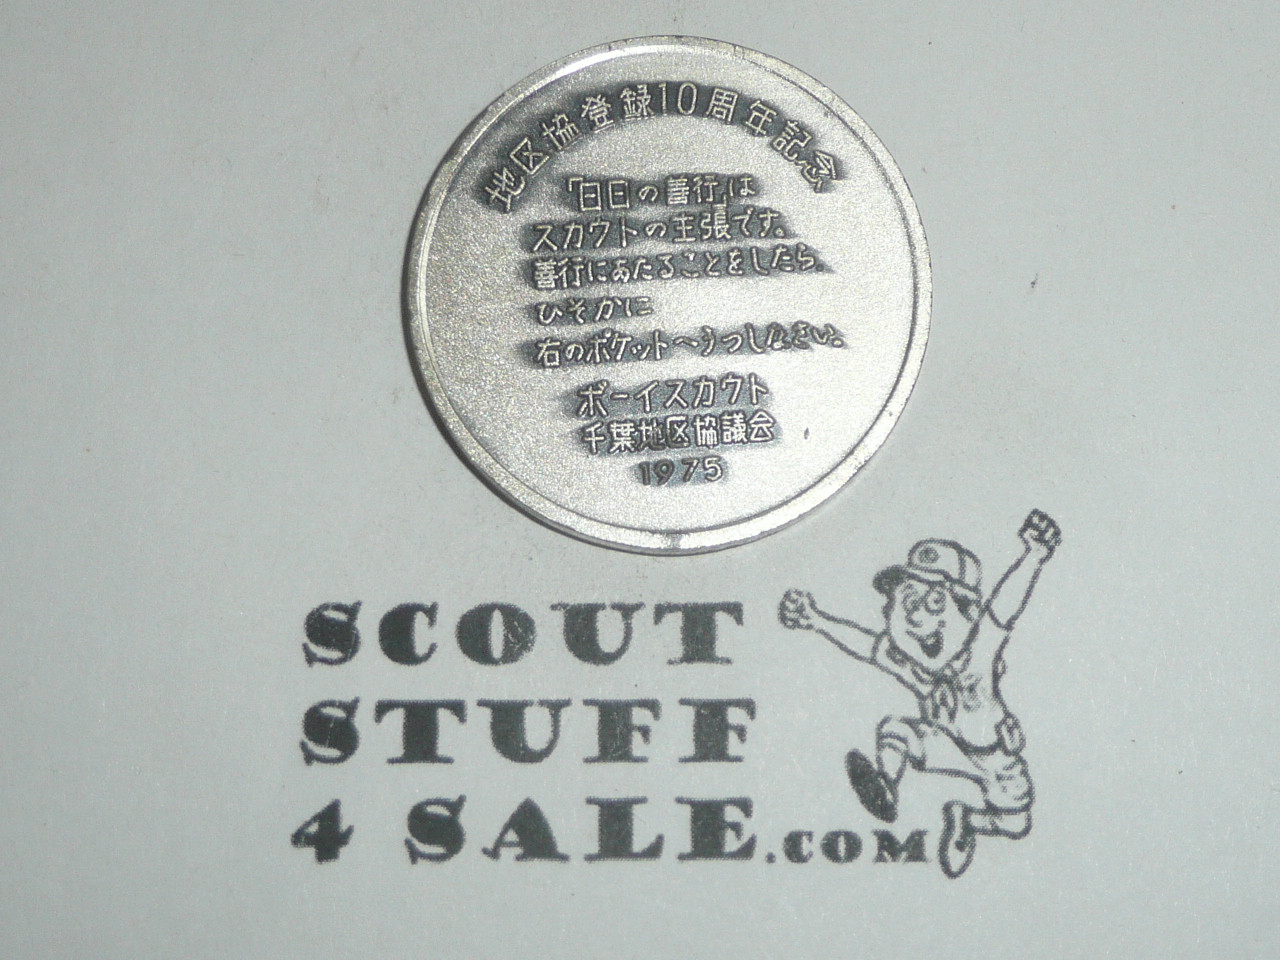 地区協登録10周年記念
「日日の善行」は
スカウトの主張です。
善行にあたることをしたら、
ひそかに
右のポケットへうつしなさい。
ボーイスカウト
千葉地区協議会
1975
SCOUT
STUFF
4 SALE.COM